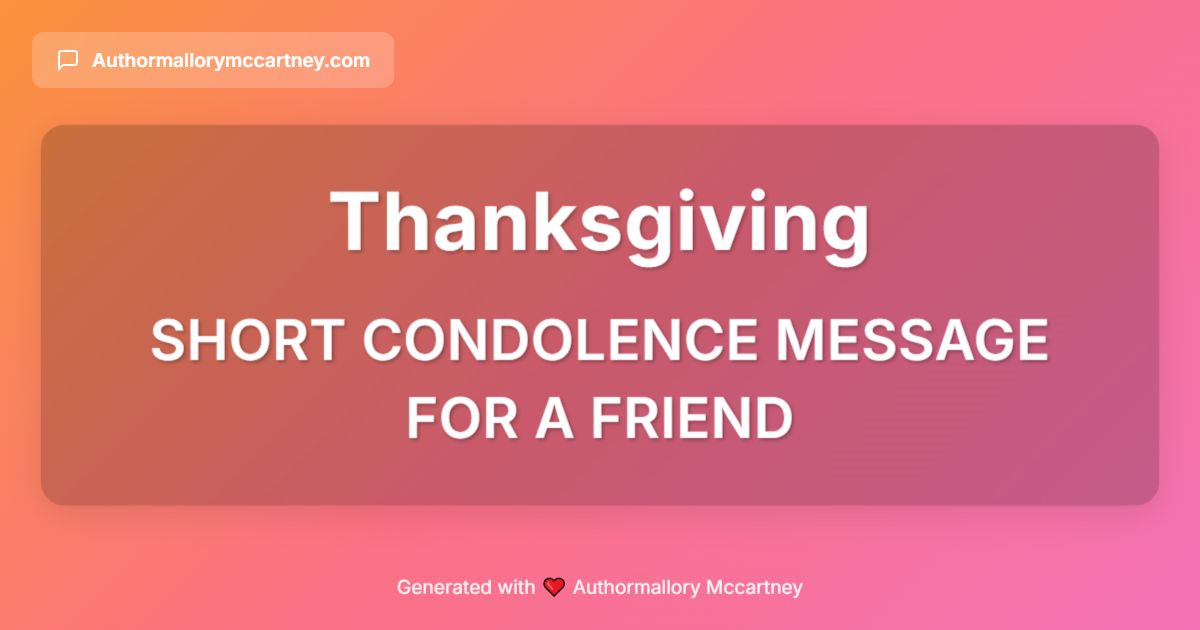 Authormallorymccartney.com
Thanksgiving
SHORT CONDOLENCE MESSAGE
FOR A FRIEND
Generated with ❤️ Authormallory Mccartney